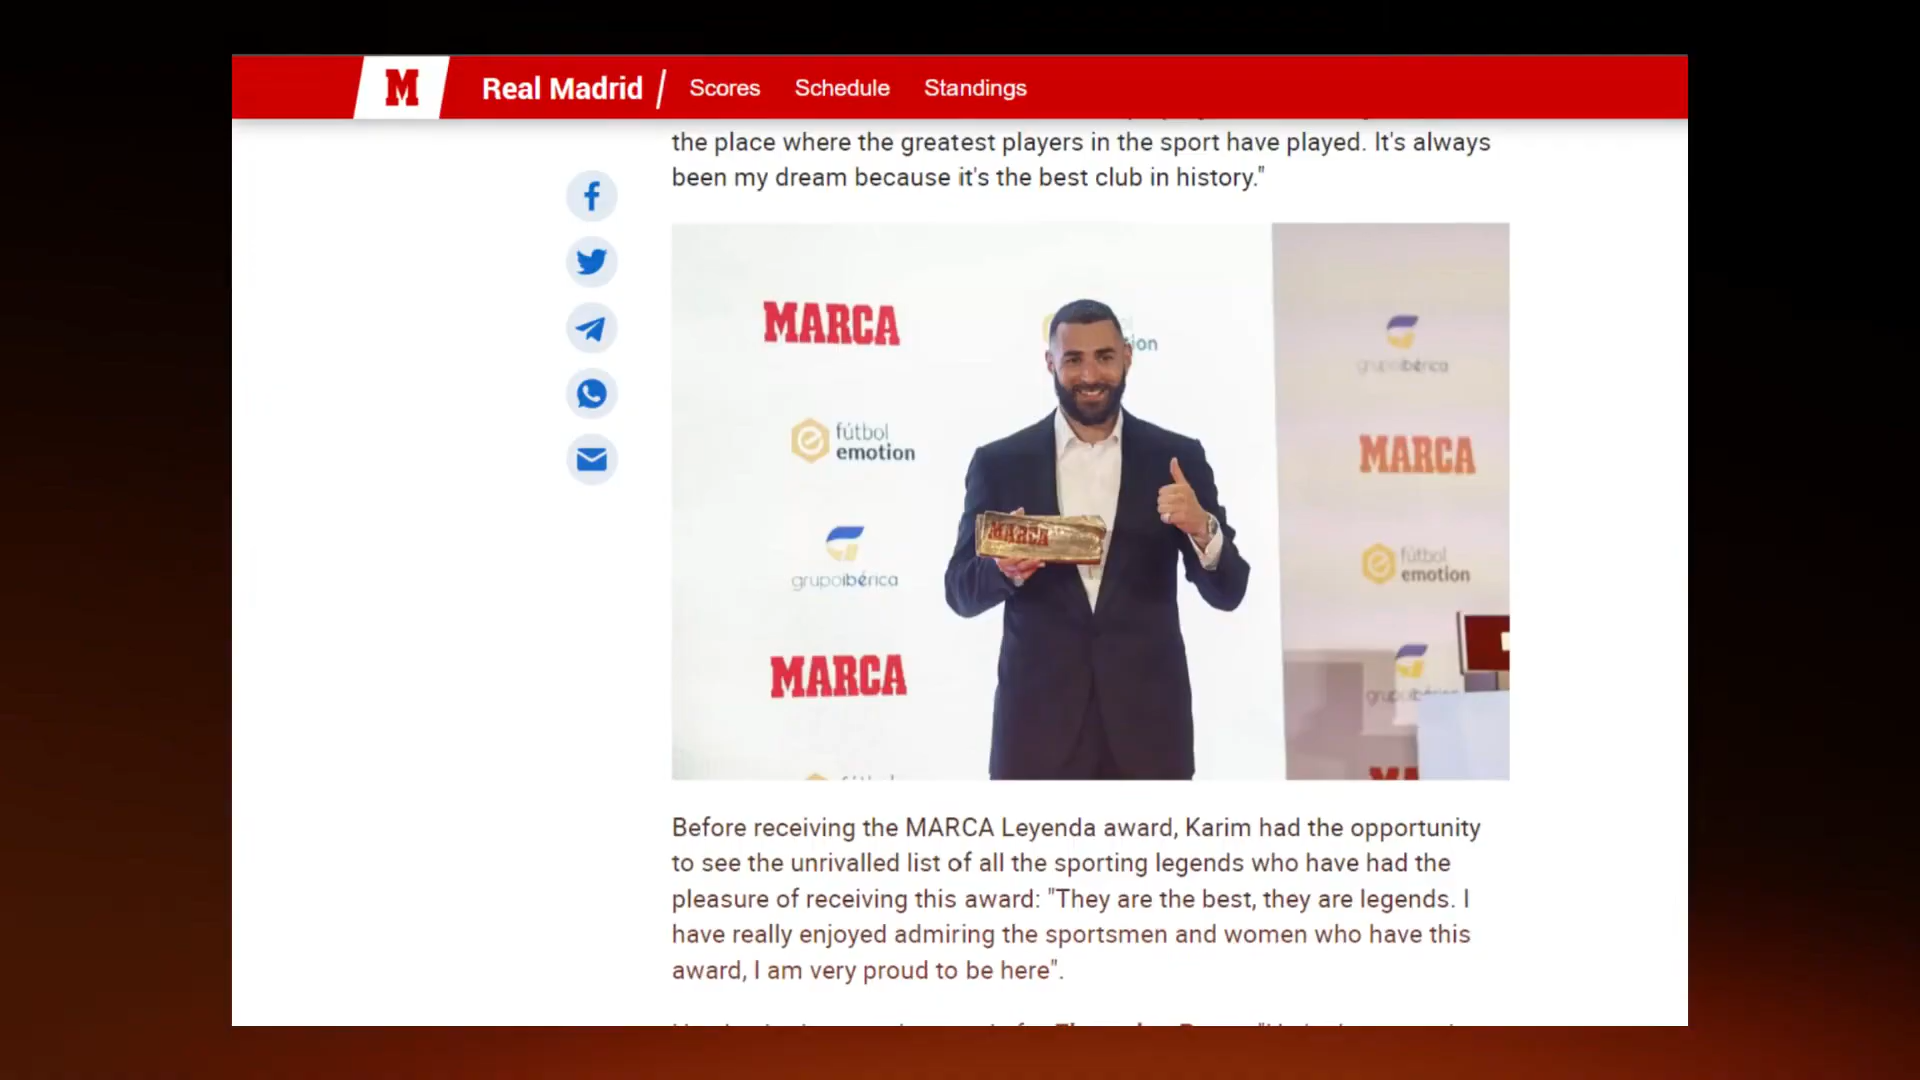 M
Real Madrid / Scores Schedule Standings
the place where the greatest players in the sport have played. It's always
been my dream because it's the best club in history."
MARCA
fútbol
emotion
grupoibérica
MARCA
MARCA
grupoibérica
MARCA
fútbol
emotion
Before receiving the MARCA Leyenda award, Karim had the opportunity
to see the unrivalled list of all the sporting legends who have had the
pleasure of receiving this award: "They are the best, they are legends. I
have really enjoyed admiring the sportsmen and women who have this
award, I am very proud to be here".